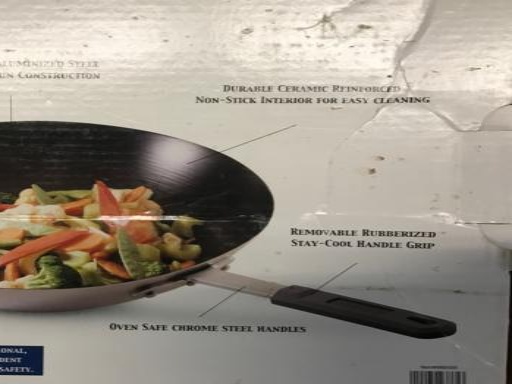 ALUMINIZED STEEL
CONSTRUCTION
DURABLE CERAMIC REINFORCED
NON-STICK INTERIOR FOR EASY CLEANING
REMOVABLE RUBBERIZED
STAY-COOL HANDLE GRIP
OVEN SAFE CHROME STEEL HANDLES
ONAL,
DENT
SAFETY.